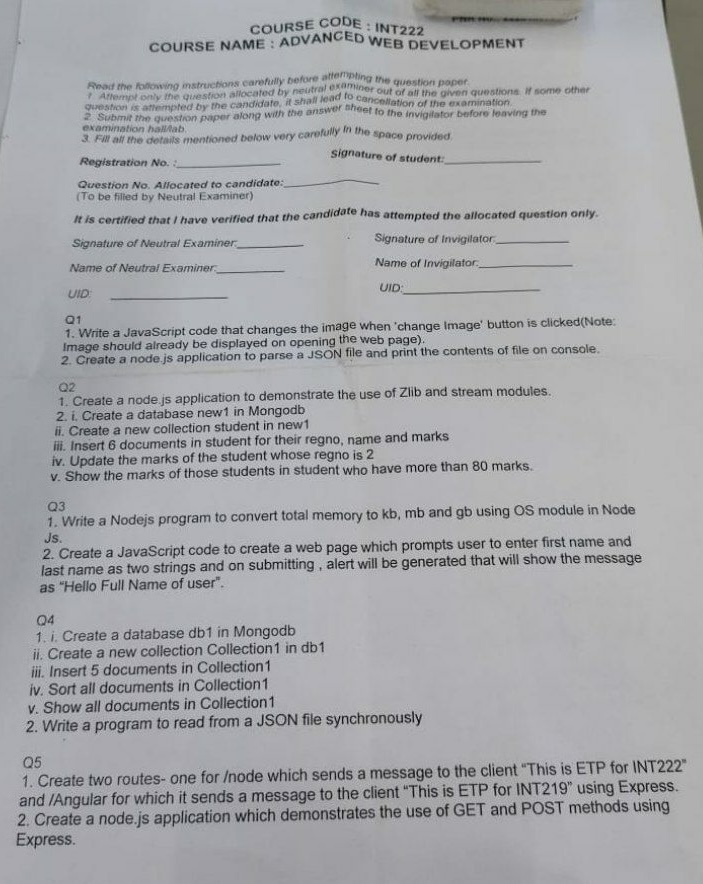 COURSE CODE : INT222
COURSE NAME : ADVANCED WEB DEVELOPMENT
Read the following instructions carefully before attempting the question paper.
1. Attempt only the question allocated by neutral examiner out of all the given questions. If some other
question is attempted by the candidate, it shall lead to cancellation of the examination.
2. Submit the question paper along with the answer sheet to the invigilator before leaving the
examination hall/lab.
3. Fill all the details mentioned below very carefully in the space provided.
Registration No. :____________ Signature of student:____________
Question No. Allocated to candidate:____________
(To be filled by Neutral Examiner)
It is certified that I have verified that the candidate has attempted the allocated question only.
Signature of Neutral Examiner:________ Signature of Invigilator:________
Name of Neutral Examiner:________ Name of Invigilator:____________
UID: ____________ UID:____________
Q1
1. Write a JavaScript code that changes the image when 'change Image' button is clicked(Note:
Image should already be displayed on opening the web page).
2. Create a node.js application to parse a JSON file and print the contents of file on console.
Q2
1. Create a node.js application to demonstrate the use of Zlib and stream modules.
2. i. Create a database new1 in Mongodb
ii. Create a new collection student in new1
iii. Insert 6 documents in student for their regno, name and marks
iv. Update the marks of the student whose regno is 2
v. Show the marks of those students in student who have more than 80 marks.
Q3
1. Write a Nodejs program to convert total memory to kb, mb and gb using OS module in Node
Js.
2. Create a JavaScript code to create a web page which prompts user to enter first name and
last name as two strings and on submitting , alert will be generated that will show the message
as “Hello Full Name of user”.
Q4
1. i. Create a database db1 in Mongodb
ii. Create a new collection Collection1 in db1
iii. Insert 5 documents in Collection1
iv. Sort all documents in Collection1
v. Show all documents in Collection1
2. Write a program to read from a JSON file synchronously
Q5
1. Create two routes- one for /node which sends a message to the client “This is ETP for INT222”
and /Angular for which it sends a message to the client “This is ETP for INT219” using Express.
2. Create a node.js application which demonstrates the use of GET and POST methods using
Express.